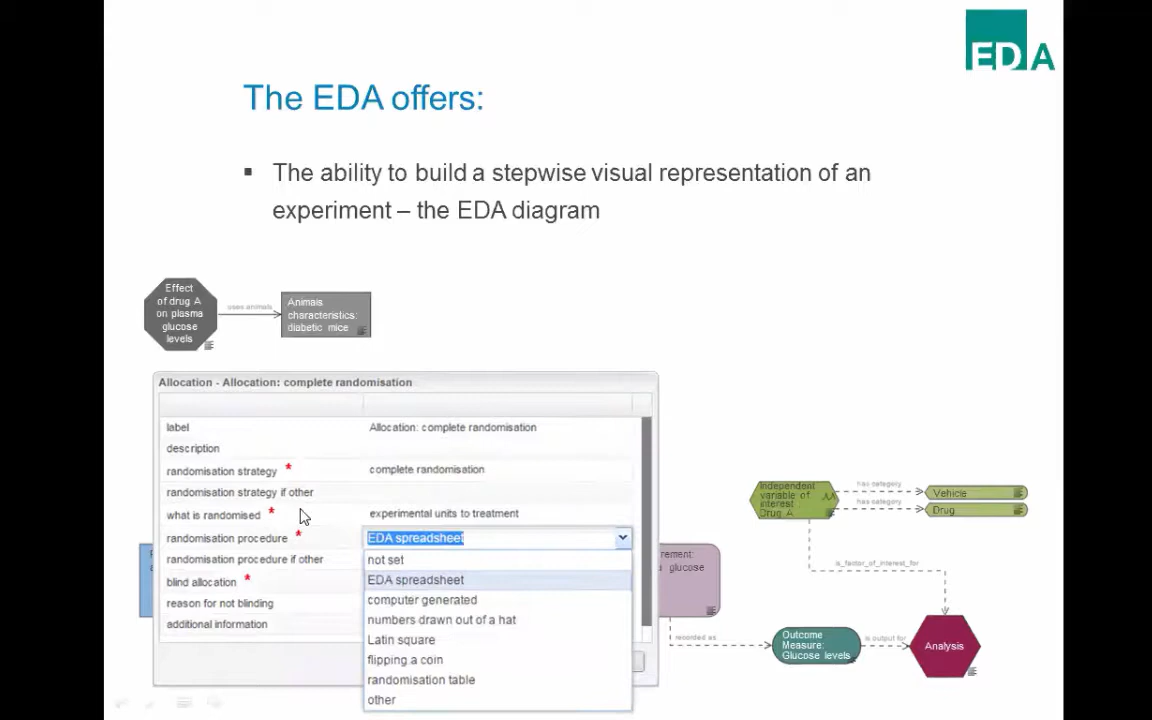 EDA
The EDA offers:
▪ The ability to build a stepwise visual representation of an
experiment – the EDA diagram
Effect
of drug A
on plasma
glucose
levels
uses animals
Animals
characteristics:
diabetic mice
Allocation - Allocation: complete randomisation
label Allocation: complete randomisation
description
randomisation strategy * complete randomisation
randomisation strategy if other
what is randomised * experimental units to treatment
randomisation procedure * EDA spreadsheet
randomisation procedure if other
blind allocation *
reason for not blinding
additional information
not set
EDA spreadsheet
computer generated
numbers drawn out of a hat
Latin square
flipping a coin
randomisation table
other
rement:
glucose
Independent
variable of
interest
Drug A
has category
Vehicle
has category
Drug
is_factor_of_interest_for
recorded as
Outcome
Measure:
Glucose levels
is output for
Analysis